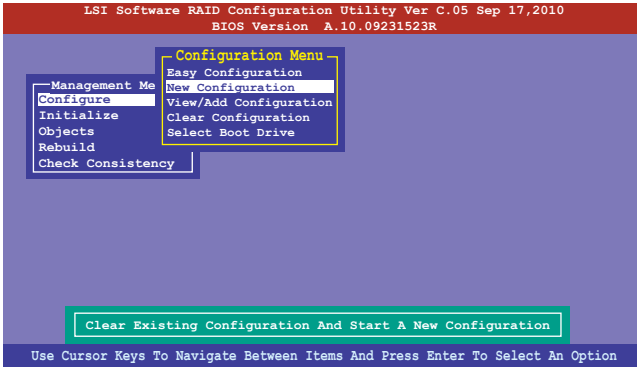 LSI Software RAID Configuration Utility Ver C.05 Sep 17,2010
BIOS Version A.10.09231523R
Configuration Menu
Easy Configuration
New Configuration
View/Add Configuration
Clear Configuration
Select Boot Drive
Management Me
Configure
Initialize
Objects
Rebuild
Check Consistency
Clear Existing Configuration And Start A New Configuration
Use Cursor Keys To Navigate Between Items And Press Enter To Select An Option